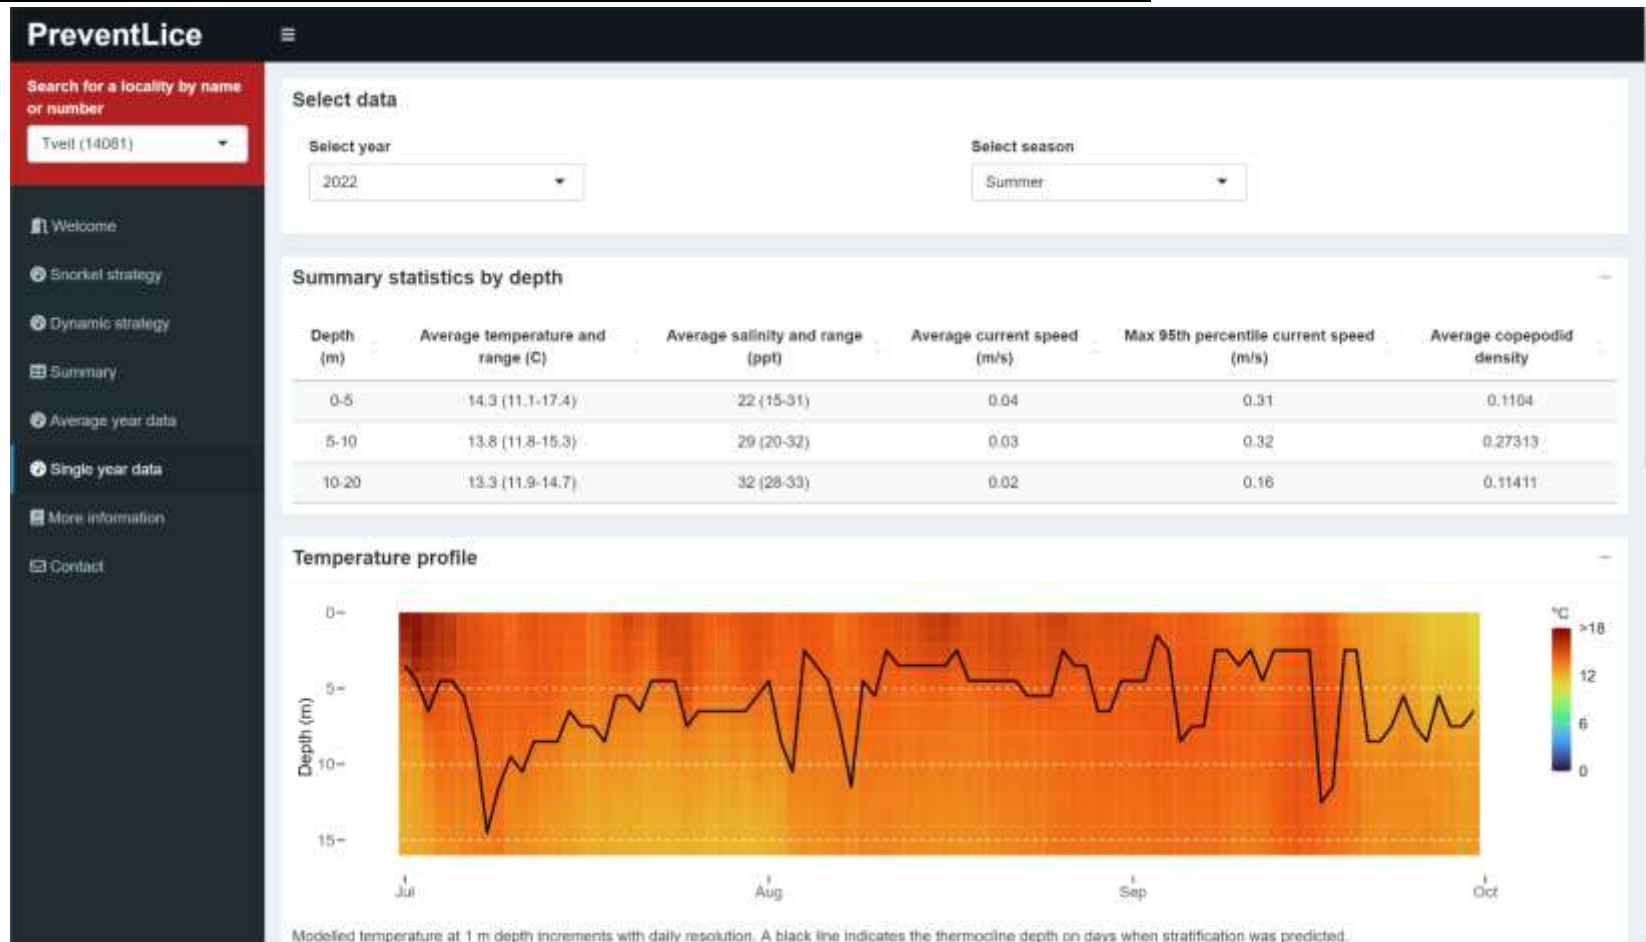 PreventLice
Search for a locality by name
or number
Tveit (14081)
Welcome
Snorkel strategy
Dynamic strategy
Summary
Average year data
Single year data
More information
Contact
Select data
Select year
2022
Select season
Summer
Summary statistics by depth
Depth (m) Average temperature and range (C) Average salinity and range (ppt) Average current speed (m/s) Max 95th percentile current speed (m/s) Average copepodid density
0-5 14.3 (11.1-17.4) 22 (15-31) 0.04 0.31 0.1104
5-10 13.8 (11.8-15.3) 29 (20-32) 0.03 0.32 0.27313
10-20 13.3 (11.9-14.7) 32 (28-33) 0.02 0.16 0.11411
Temperature profile
Depth (m)
0
5
10
15
Jul Aug Sep Oct
°C
>18
12
6
0
Modelled temperature at 1 m depth increments with daily resolution. A black line indicates the thermocline depth on days when stratification was predicted.